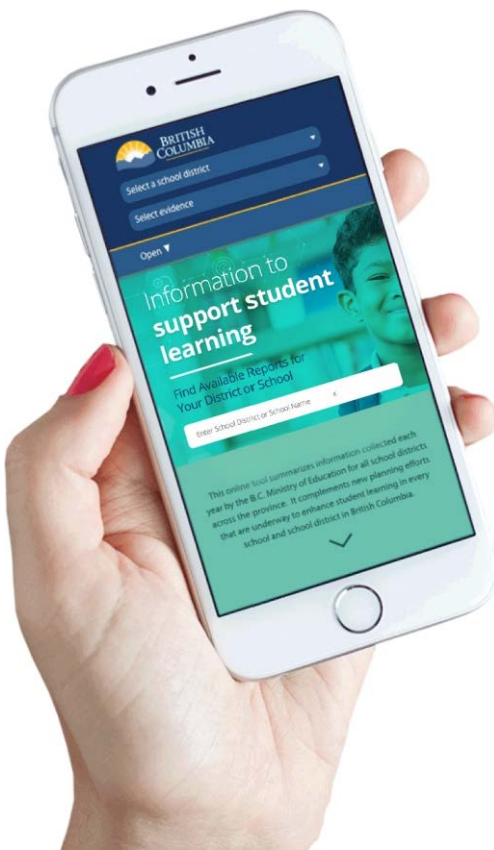 BRITISH
COLUMBIA
Select a school district
Select evidence
Open
Information to
support student
learning
Find Available Reports for
Your District or School
Enter School District or School Name
This online tool summarizes information collected each
year by the B.C. Ministry of Education for all school districts
across the province. It complements new planning efforts
that are underway to enhance student learning in every
school and school district in British Columbia.